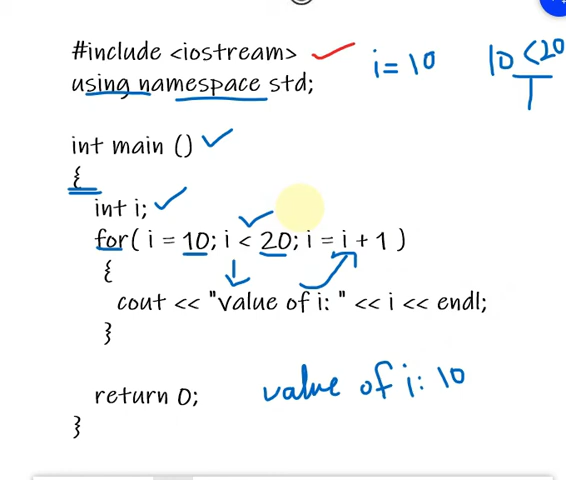 #include <iostream>
i = 10
10 < 20
T
using namespace std;
int main ()
{
int i;
for( i = 10; i < 20; i = i + 1 )
{
cout << "value of i: " << i << endl;
}
return 0;
value of i: 10
}